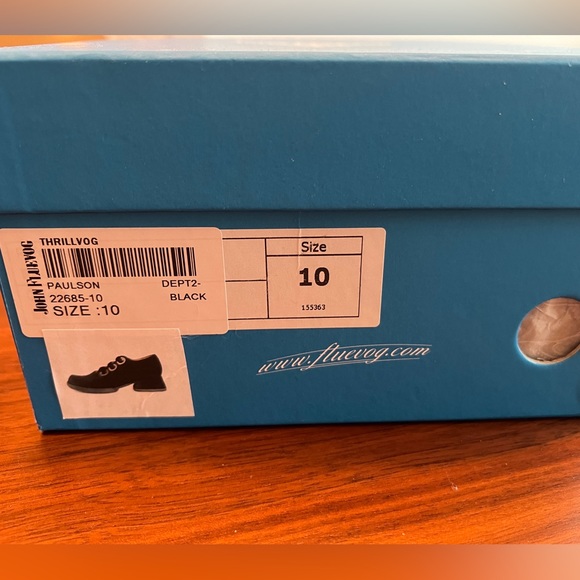 JOHN FLUEVOG
THRILLVOG
PAULSON DEPT2-
22685-10 BLACK
SIZE :10
Size
10
155363
www.fluevog.com